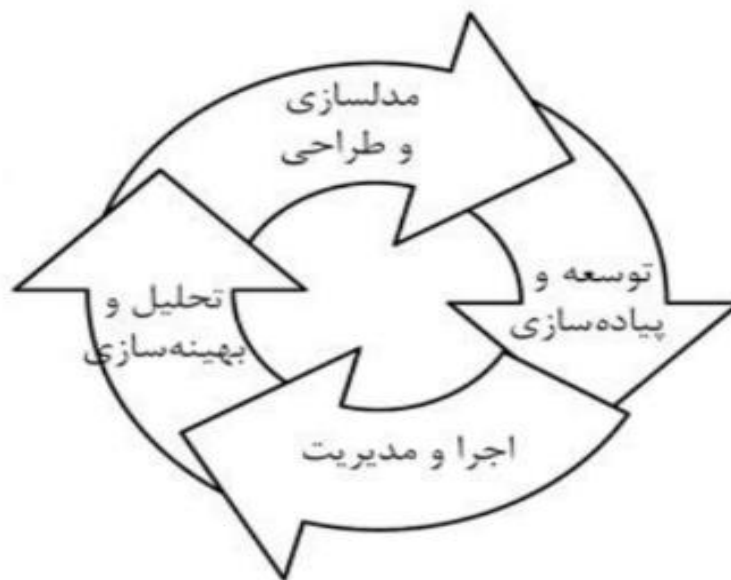 مدلسازی
و طراحی
توسعه و
پیاده‌سازی
اجرا و مدیریت
تحلیل و
بهینه‌سازی